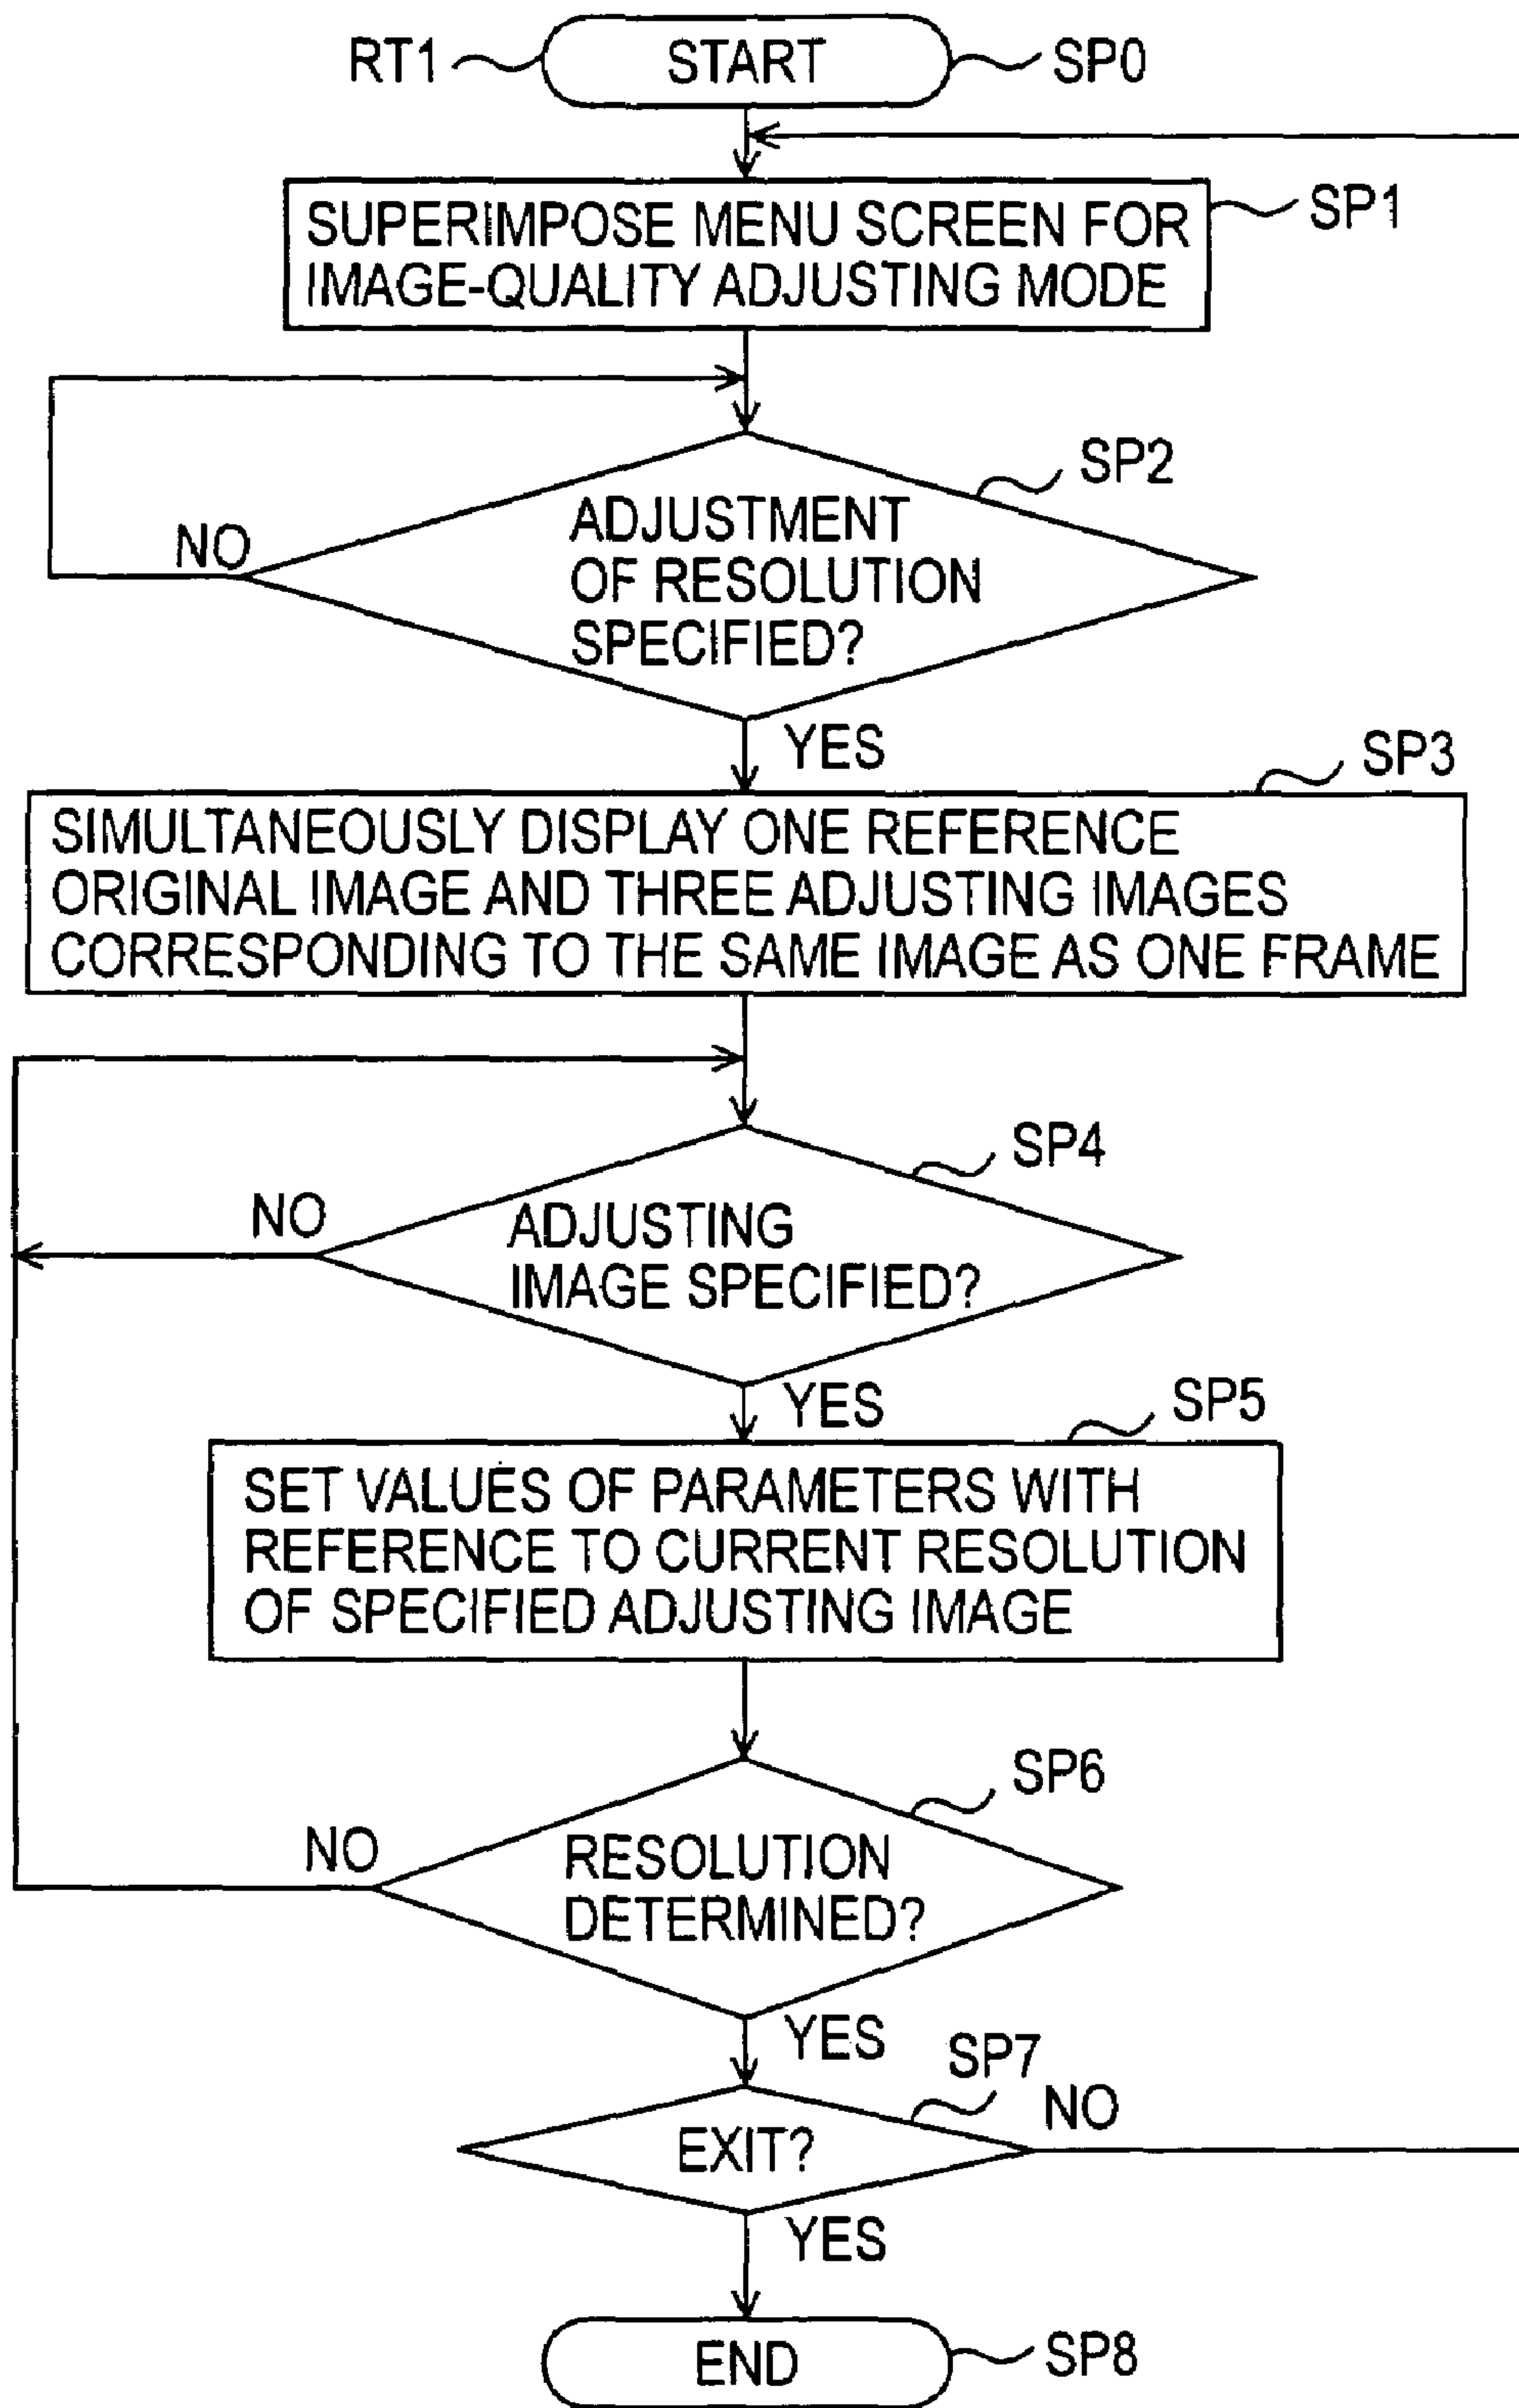 RT1
START
SP0
SUPERIMPOSE MENU SCREEN FOR
IMAGE-QUALITY ADJUSTING MODE
SP1
SP2
ADJUSTMENT
OF RESOLUTION
SPECIFIED?
NO
YES
SP3
SIMULTANEOUSLY DISPLAY ONE REFERENCE
ORIGINAL IMAGE AND THREE ADJUSTING IMAGES
CORRESPONDING TO THE SAME IMAGE AS ONE FRAME
SP4
NO
ADJUSTING
IMAGE SPECIFIED?
YES
SP5
SET VALUES OF PARAMETERS WITH
REFERENCE TO CURRENT RESOLUTION
OF SPECIFIED ADJUSTING IMAGE
SP6
NO
RESOLUTION
DETERMINED?
YES
SP7
NO
EXIT?
YES
END
SP8